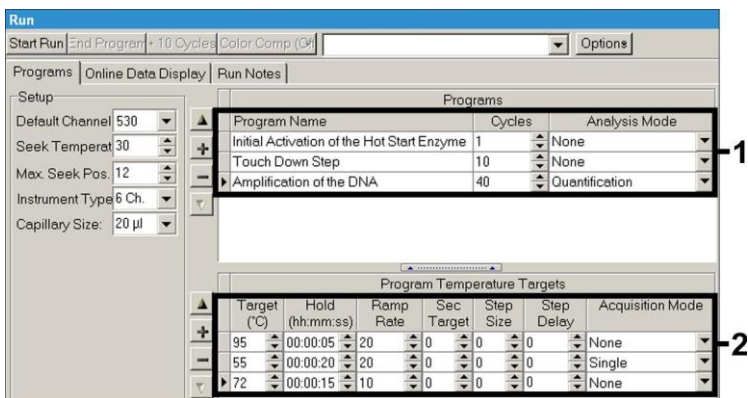 Run
Start Run End Program + 10 Cycles Color Comp (Off Options
Programs Online Data Display Run Notes
Setup
Default Channel 530
Seek Temperat 30
Max. Seek Pos. 12
Instrument Type 6 Ch.
Capillary Size: 20 µl
Programs
Program Name Cycles Analysis Mode
Initial Activation of the Hot Start Enzyme 1 None
Touch Down Step 10 None
Amplification of the DNA 40 Quantification
1
Program Temperature Targets
Target (°C) Hold (hh:mm:ss) Ramp Rate Sec Target Step Size Step Delay Acquisition Mode
95 00:00:05 20 0 0 0 None
55 00:00:20 20 0 0 0 Single
72 00:00:15 10 0 0 0 None
2